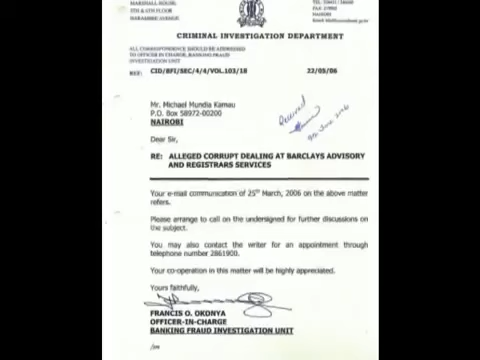 MARSHALL HOUSE,
5TH & 6TH FLOOR
HARAMBEE AVENUE
NAIROBI
CRIMINAL INVESTIGATION DEPARTMENT
ALL CORRESPONDENCE SHOULD BE ADDRESSED
TO OFFICER IN CHARGE, BANKING FRAUD
INVESTIGATION UNIT
REF: CID/BFI/SEC/4/4/VOL.103/18 22/05/06
Mr. Michael Mundia Kamau
P.O. Box 58972-00200
NAIROBI
Received
9th June 2006
Dear Sir,
RE: ALLEGED CORRUPT DEALING AT BARCLAYS ADVISORY
AND REGISTRARS SERVICES
Your e-mail communication of 25th March, 2006 on the above matter
refers.
Please arrange to call on the undersigned for further discussions on
the subject.
You may also contact the writer for an appointment through
telephone number 2861900.
Your co-operation in this matter will be highly appreciated.
Yours faithfully,
FRANCIS O. OKONYA
OFFICER-IN-CHARGE
BANKING FRAUD INVESTIGATION UNIT